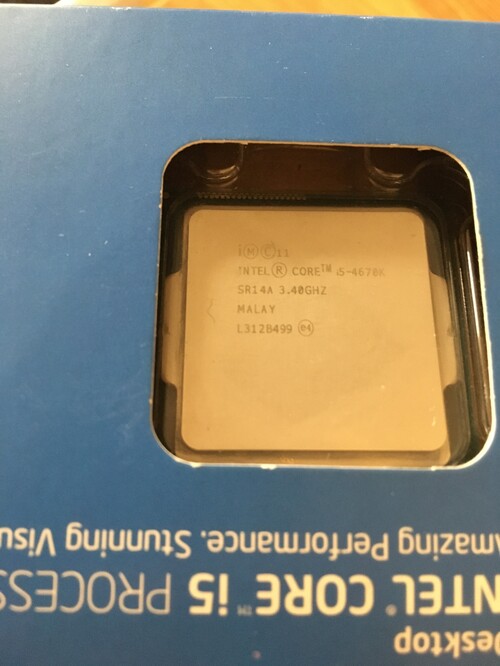 i Ⓜ Ⓒ 11
INTEL® CORE™ i5-4670K
SR14A 3.40GHZ
MALAY
L312B499 e4
Desktop
INTEL® CORE™ i5 PROCESS
Amazing Performance. Stunning Visu